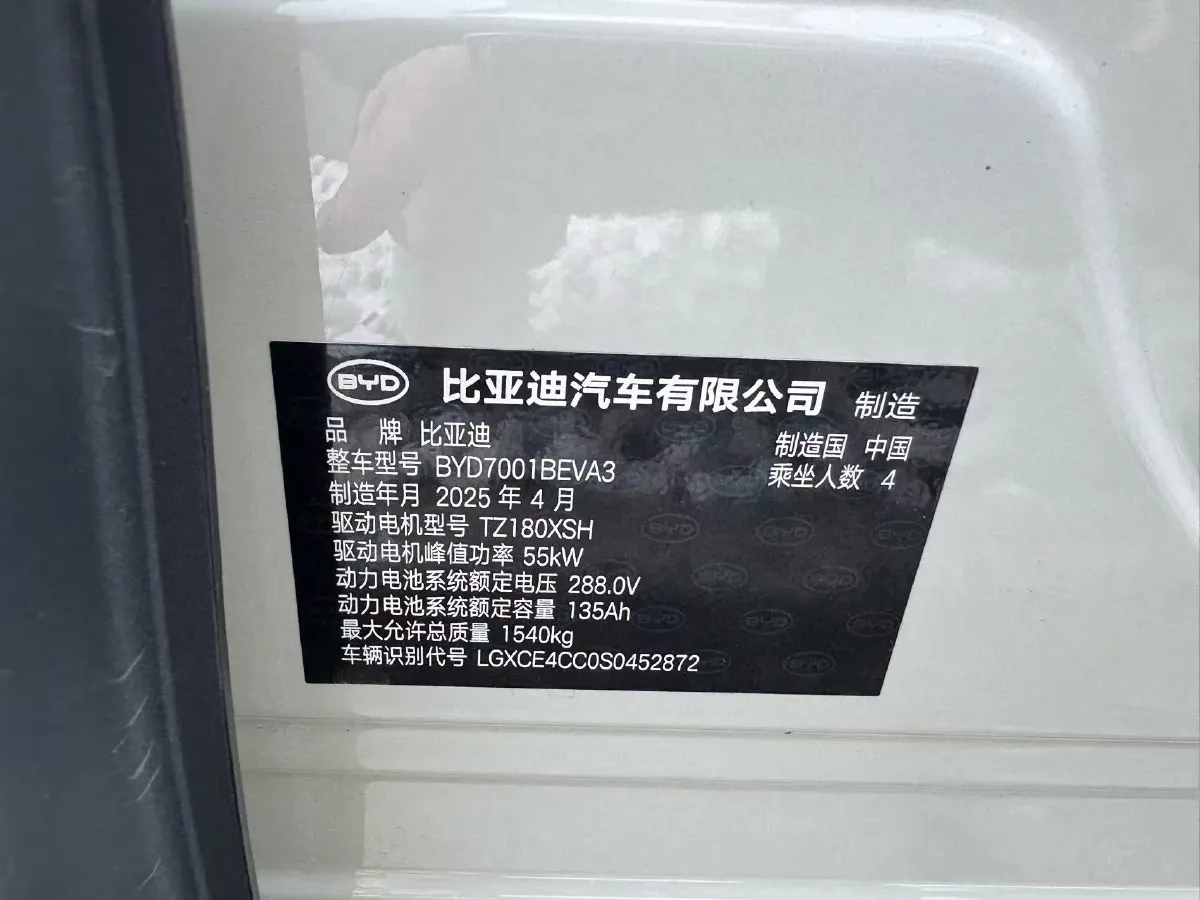 BYD 比亚迪汽车有限公司 制造
品 牌 比亚迪
制造国 中国
整车型号 BYD7001BEVA3
乘坐人数 4
制造年月 2025 年 4 月
驱动电机型号 TZ180XSH
驱动电机峰值功率 55kW
动力电池系统额定电压 288.0V
动力电池系统额定容量 135Ah
最大允许总质量 1540kg
车辆识别代号 LGXCE4CC0S0452872